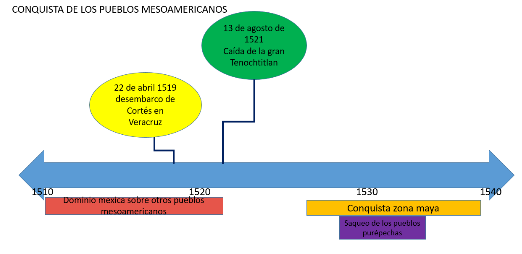 CONQUISTA DE LOS PUEBLOS MESOAMERICANOS
13 de agosto de
1521
Caída de la gran
Tenochtitlan
22 de abril 1519
desembarco de
Cortés en
Veracruz
1510
1520
1530
1540
Dominio mexica sobre otros pueblos
mesoamericanos
Conquista zona maya
Saqueo de los pueblos
purépechas